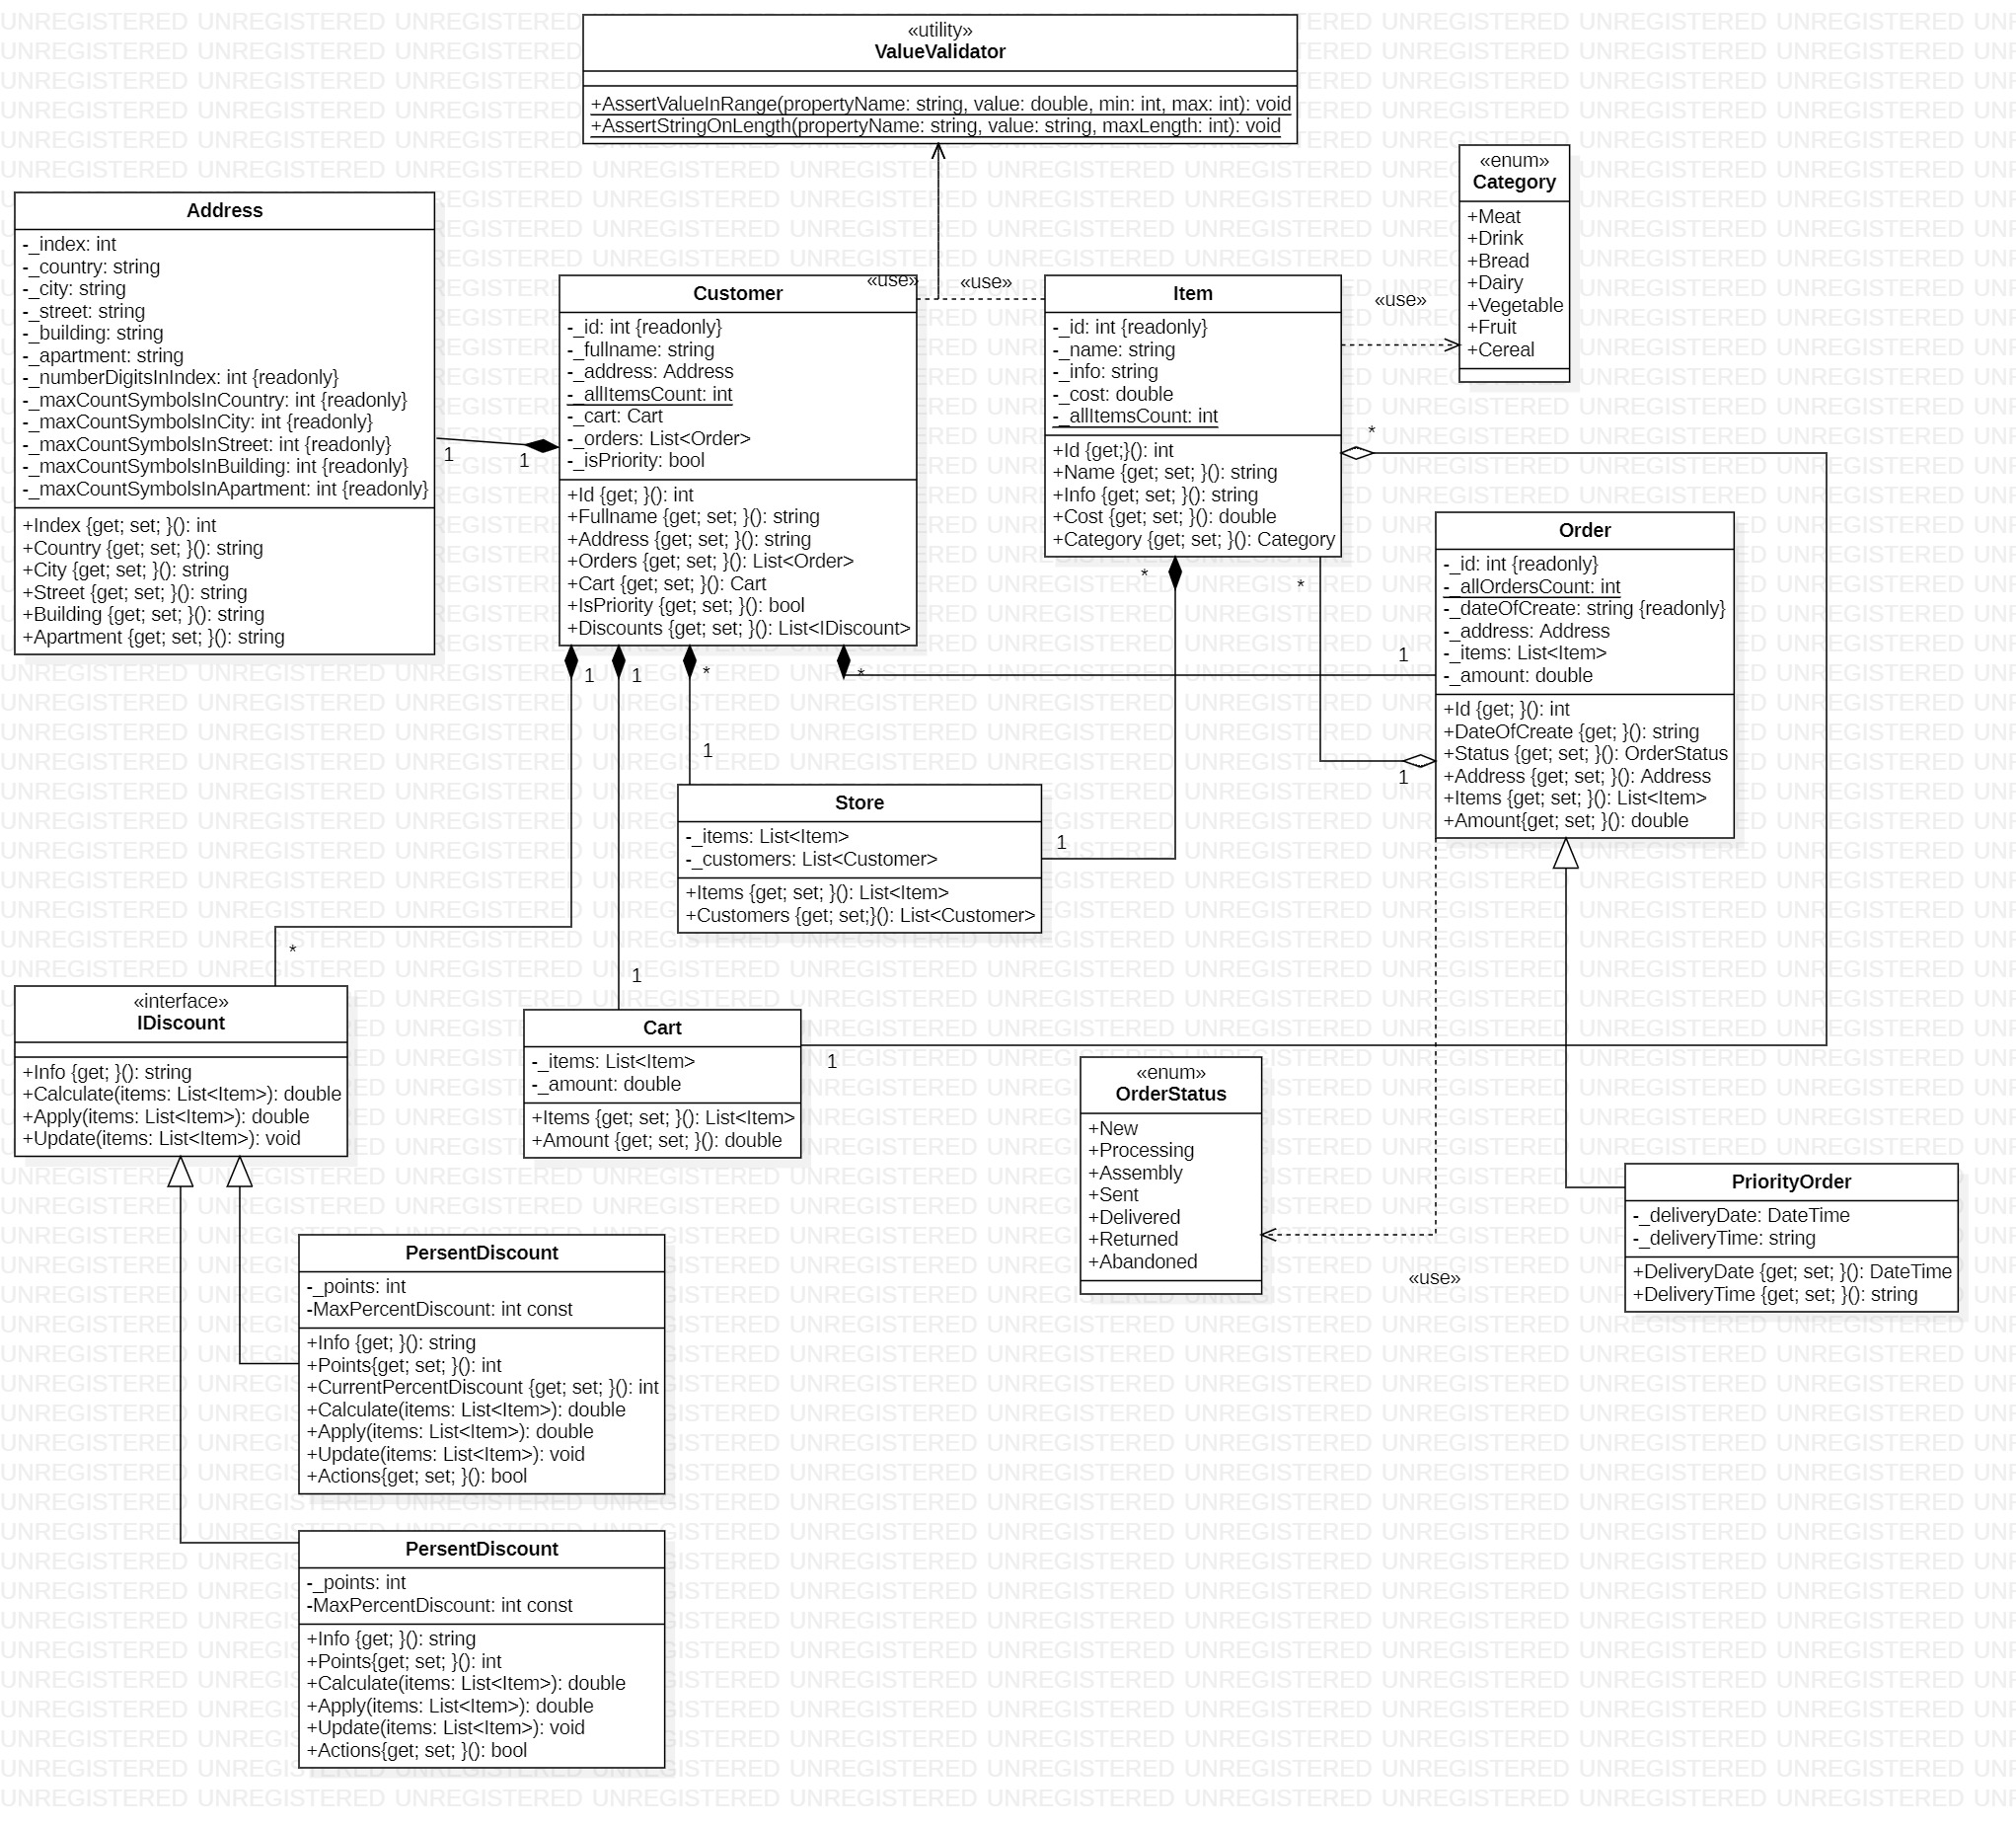 «utility»
ValueValidator
+AssertValueInRange(propertyName: string, value: double, min: int, max: int): void
+AssertStringOnLength(propertyName: string, value: string, maxLength: int): void
«enum»
Category
+Meat
+Drink
+Bread
+Dairy
+Vegetable
+Fruit
+Cereal
Address
-_index: int
-_country: string
-_city: string
-_street: string
-_building: string
-_apartment: string
-_numberDigitsInIndex: int {readonly}
-_maxCountSymbolsInCountry: int {readonly}
-_maxCountSymbolsInCity: int {readonly}
-_maxCountSymbolsInStreet: int {readonly}
-_maxCountSymbolsInBuilding: int {readonly}
-_maxCountSymbolsInApartment: int {readonly}
+Index {get; set; }(): int
+Country {get; set; }(): string
+City {get; set; }(): string
+Street {get; set; }(): string
+Building {get; set; }(): string
+Apartment {get; set; }(): string
1
1
«use»
«use»
«use»
Customer
-_id: int {readonly}
-_fullname: string
-_address: Address
-_allItemsCount: int
-_cart: Cart
-_orders: List<Order>
-_isPriority: bool
+Id {get; }(): int
+Fullname {get; set; }(): string
+Address {get; set; }(): string
+Orders {get; set; }(): List<Order>
+Cart {get; set; }(): Cart
+IsPriority {get; set; }(): bool
+Discounts {get; set; }(): List<IDiscount>
Item
-_id: int {readonly}
-_name: string
-_info: string
-_cost: double
-_allItemsCount: int
+Id {get;}(): int
+Name {get; set; }(): string
+Info {get; set; }(): string
+Cost {get; set; }(): double
+Category {get; set; }(): Category
*
*
*
Order
-_id: int {readonly}
-_allOrdersCount: int
-_dateOfCreate: string {readonly}
-_address: Address
-_items: List<Item>
-_amount: double
+Id {get; }(): int
+DateOfCreate {get; }(): string
+Status {get; set; }(): OrderStatus
+Address {get; set; }(): Address
+Items {get; set; }(): List<Item>
+Amount{get; set; }(): double
1
1
*
*
1
1
1
Store
-_items: List<Item>
-_customers: List<Customer>
+Items {get; set; }(): List<Item>
+Customers {get; set;}(): List<Customer>
1
1
*
«interface»
IDiscount
+Info {get; }(): string
+Calculate(items: List<Item>): double
+Apply(items: List<Item>): double
+Update(items: List<Item>): void
1
Cart
-_items: List<Item>
-_amount: double
+Items {get; set; }(): List<Item>
+Amount {get; set; }(): double
1
«enum»
OrderStatus
+New
+Processing
+Assembly
+Sent
+Delivered
+Returned
+Abandoned
«use»
PriorityOrder
-_deliveryDate: DateTime
-_deliveryTime: string
+DeliveryDate {get; set; }(): DateTime
+DeliveryTime {get; set; }(): string
PersentDiscount
-_points: int
-MaxPercentDiscount: int const
+Info {get; }(): string
+Points{get; set; }(): int
+CurrentPercentDiscount {get; set; }(): int
+Calculate(items: List<Item>): double
+Apply(items: List<Item>): double
+Update(items: List<Item>): void
+Actions{get; set; }(): bool
PersentDiscount
-_points: int
-MaxPercentDiscount: int const
+Info {get; }(): string
+Points{get; set; }(): int
+Calculate(items: List<Item>): double
+Apply(items: List<Item>): double
+Update(items: List<Item>): void
+Actions{get; set; }(): bool
UNREGISTERED